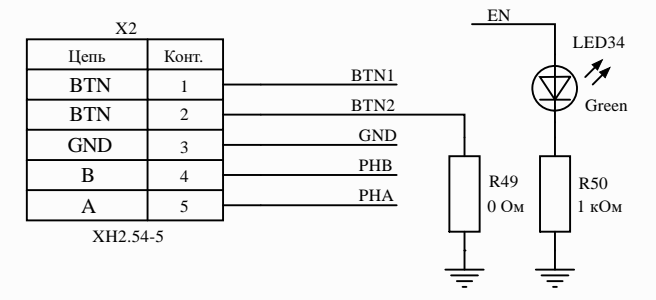 X2
Цепь Конт.
BTN 1 BTN1
BTN 2 BTN2
GND 3 GND
B 4 PHB
A 5 PHA
XH2.54-5
EN
LED34
Green
R49
0 Ом
R50
1 кОм